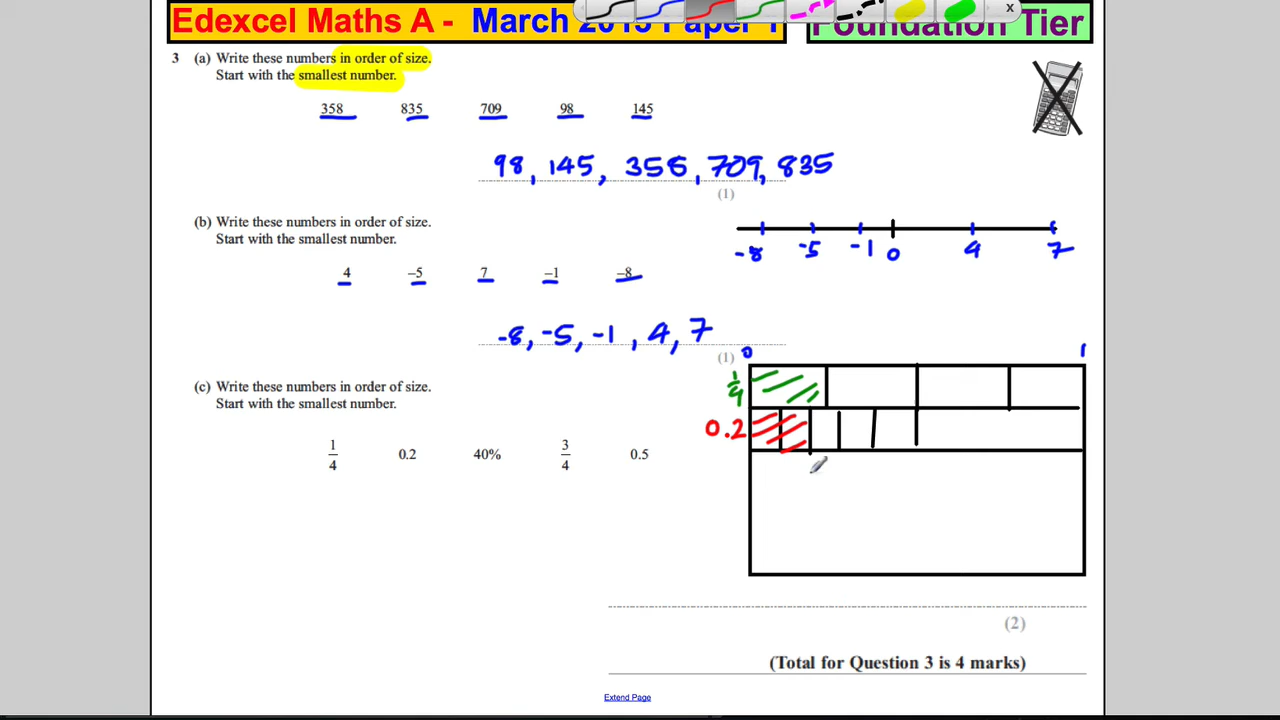 Edexcel Maths A - March 2013 Paper 1
Foundation Tier
x
3 (a) Write these numbers in order of size.
Start with the smallest number.
358 835 709 98 145
98, 145, 358, 709, 835
(1)
(b) Write these numbers in order of size.
Start with the smallest number.
-8 -5 -1 0 4 7
4 –5 7 –1 –8
-8, -5, -1, 4, 7
(1)
0 1
(c) Write these numbers in order of size.
Start with the smallest number.
1/4
0.2
1/4 0.2 40% 3/4 0.5
(2)
(Total for Question 3 is 4 marks)
Extend Page